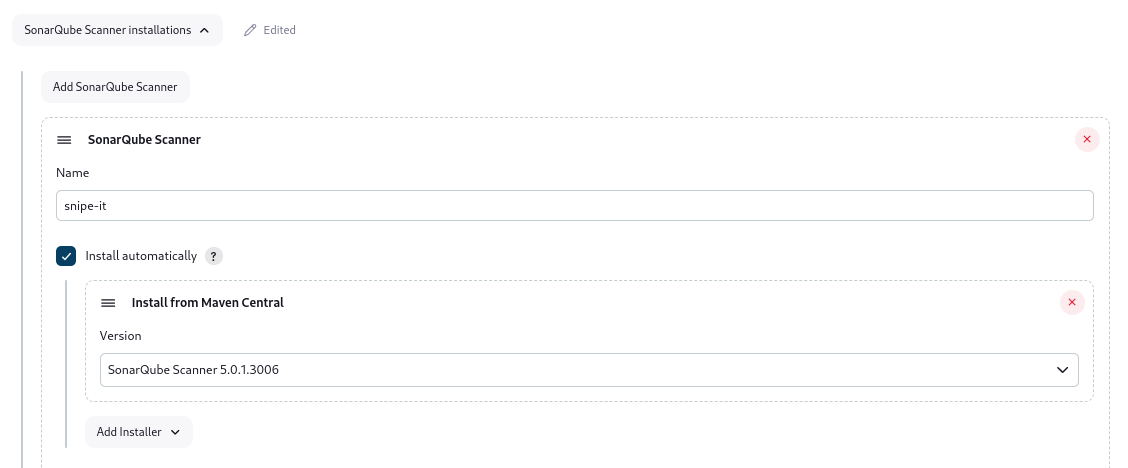 SonarQube Scanner installations
Edited
Add SonarQube Scanner
SonarQube Scanner
Name
snipe-it
Install automatically ?
Install from Maven Central
Version
SonarQube Scanner 5.0.1.3006
Add Installer